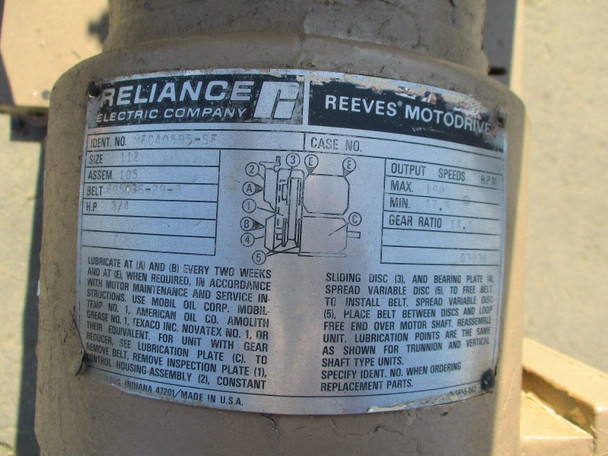 RELIANCE
ELECTRIC COMPANY
REEVES® MOTODRIVE
IDENT. NO.
CASE NO.
SIZE 112
ASSEM. 105
BELT
H.P. 3/4
2 3 E E
A
1
B C
4
5
OUTPUT SPEEDS R.P.M.
MAX.
MIN.
GEAR RATIO
LUBRICATE AT (A) AND (B) EVERY TWO WEEKS
AND AT (E), WHEN REQUIRED, IN ACCORDANCE
WITH MOTOR MAINTENANCE AND SERVICE IN-
STRUCTIONS. USE MOBIL OIL CORP. MOBIL-
TEMP NO. 1, AMERICAN OIL CO. AMOLITH
GREASE NO. 1, TEXACO INC. NOVATEX NO. 1, OR
THEIR EQUIVALENT. FOR UNIT WITH GEAR
REDUCER, SEE LUBRICATION PLATE (C). TO
REMOVE BELT, REMOVE INSPECTION PLATE (1),
CONTROL HOUSING-ASSEMBLY (2), CONSTANT
SLIDING DISC (3), AND BEARING PLATE (4),
SPREAD VARIABLE DISC (5), TO FREE BELT.
TO INSTALL BELT. SPREAD VARIABLE DISC
(5), PLACE BELT BETWEEN DISCS AND LOOP
FREE END OVER MOTOR SHAFT. REASSEMBLE
UNIT. LUBRICATION POINTS ARE THE SAME
AS SHOWN FOR TRUNNION AND VERTICAL
SHAFT TYPE UNITS.
SPECIFY IDENT. NO. WHEN ORDERING
REPLACEMENT PARTS.
INDIANA 47201/MADE IN U.S.A.